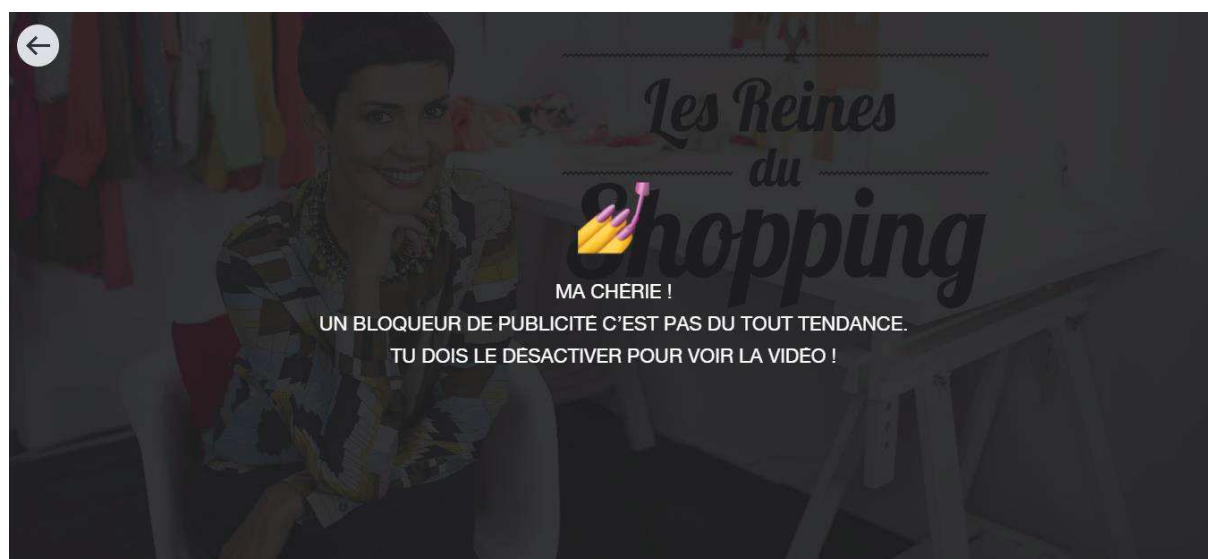 Les Reines
du
Shopping
MA CHÉRIE !
UN BLOQUEUR DE PUBLICITÉ C’EST PAS DU TOUT TENDANCE.
TU DOIS LE DÉSACTIVER POUR VOIR LA VIDÉO !